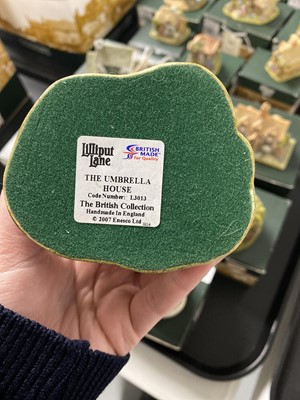 Lilliput
Lane
BRITISH
MADE
for Quality
THE UMBRELLA
HOUSE
Code Number: L3013
The British Collection
Handmade In England
© 2007 Enesco Ltd